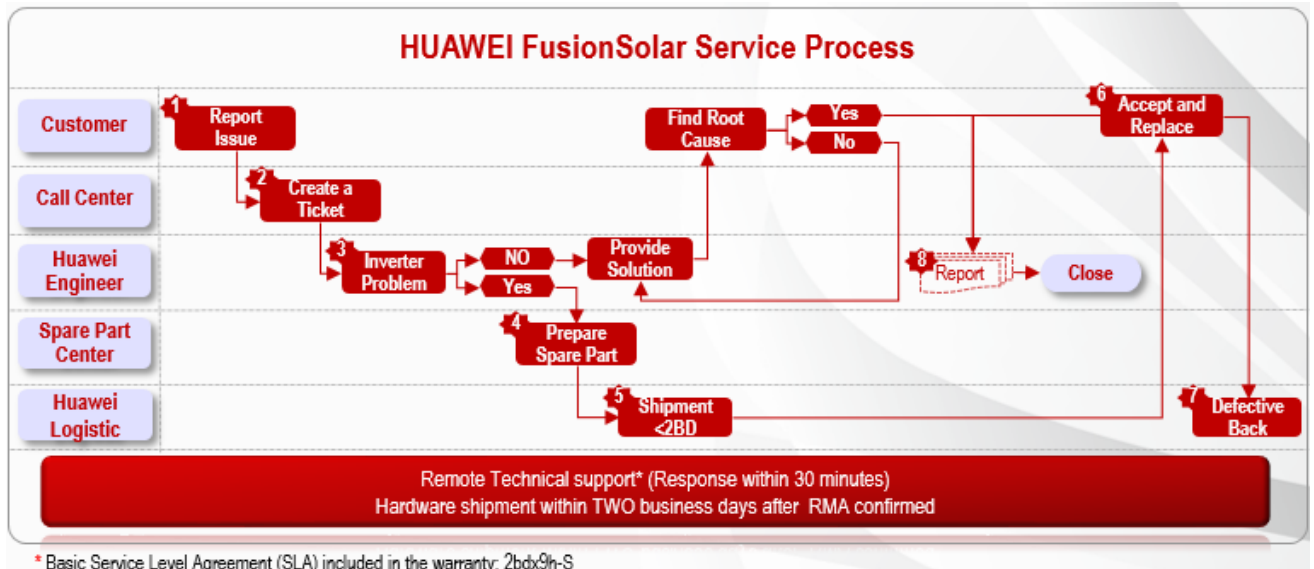 HUAWEI FusionSolar Service Process
Customer
1
Report
Issue
Find Root
Cause
Yes
No
6
Accept and
Replace
Call Center
2
Create a
Ticket
Huawei
Engineer
3
Inverter
Problem
NO
Yes
Provide
Solution
8
Report
Close
Spare Part
Center
4
Prepare
Spare Part
Huawei
Logistic
5
Shipment
<2BD
7
Defective
Back
Remote Technical support* (Response within 30 minutes)
Hardware shipment within TWO business days after RMA confirmed
* Basic Service Level Agreement (SLA) included in the warranty: 2bdx9h-S